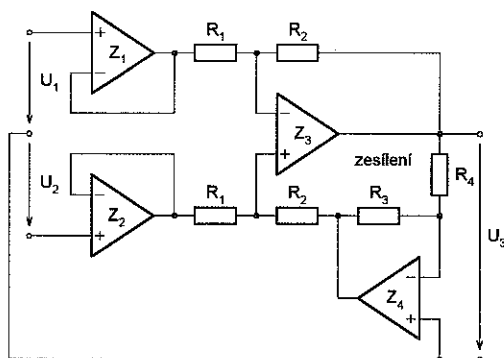 +
−
Z1
R1
R2
U1
−
+
Z3
zesílení
R4
U2
−
+
Z2
R1
R2
R3
U3
−
+
Z4